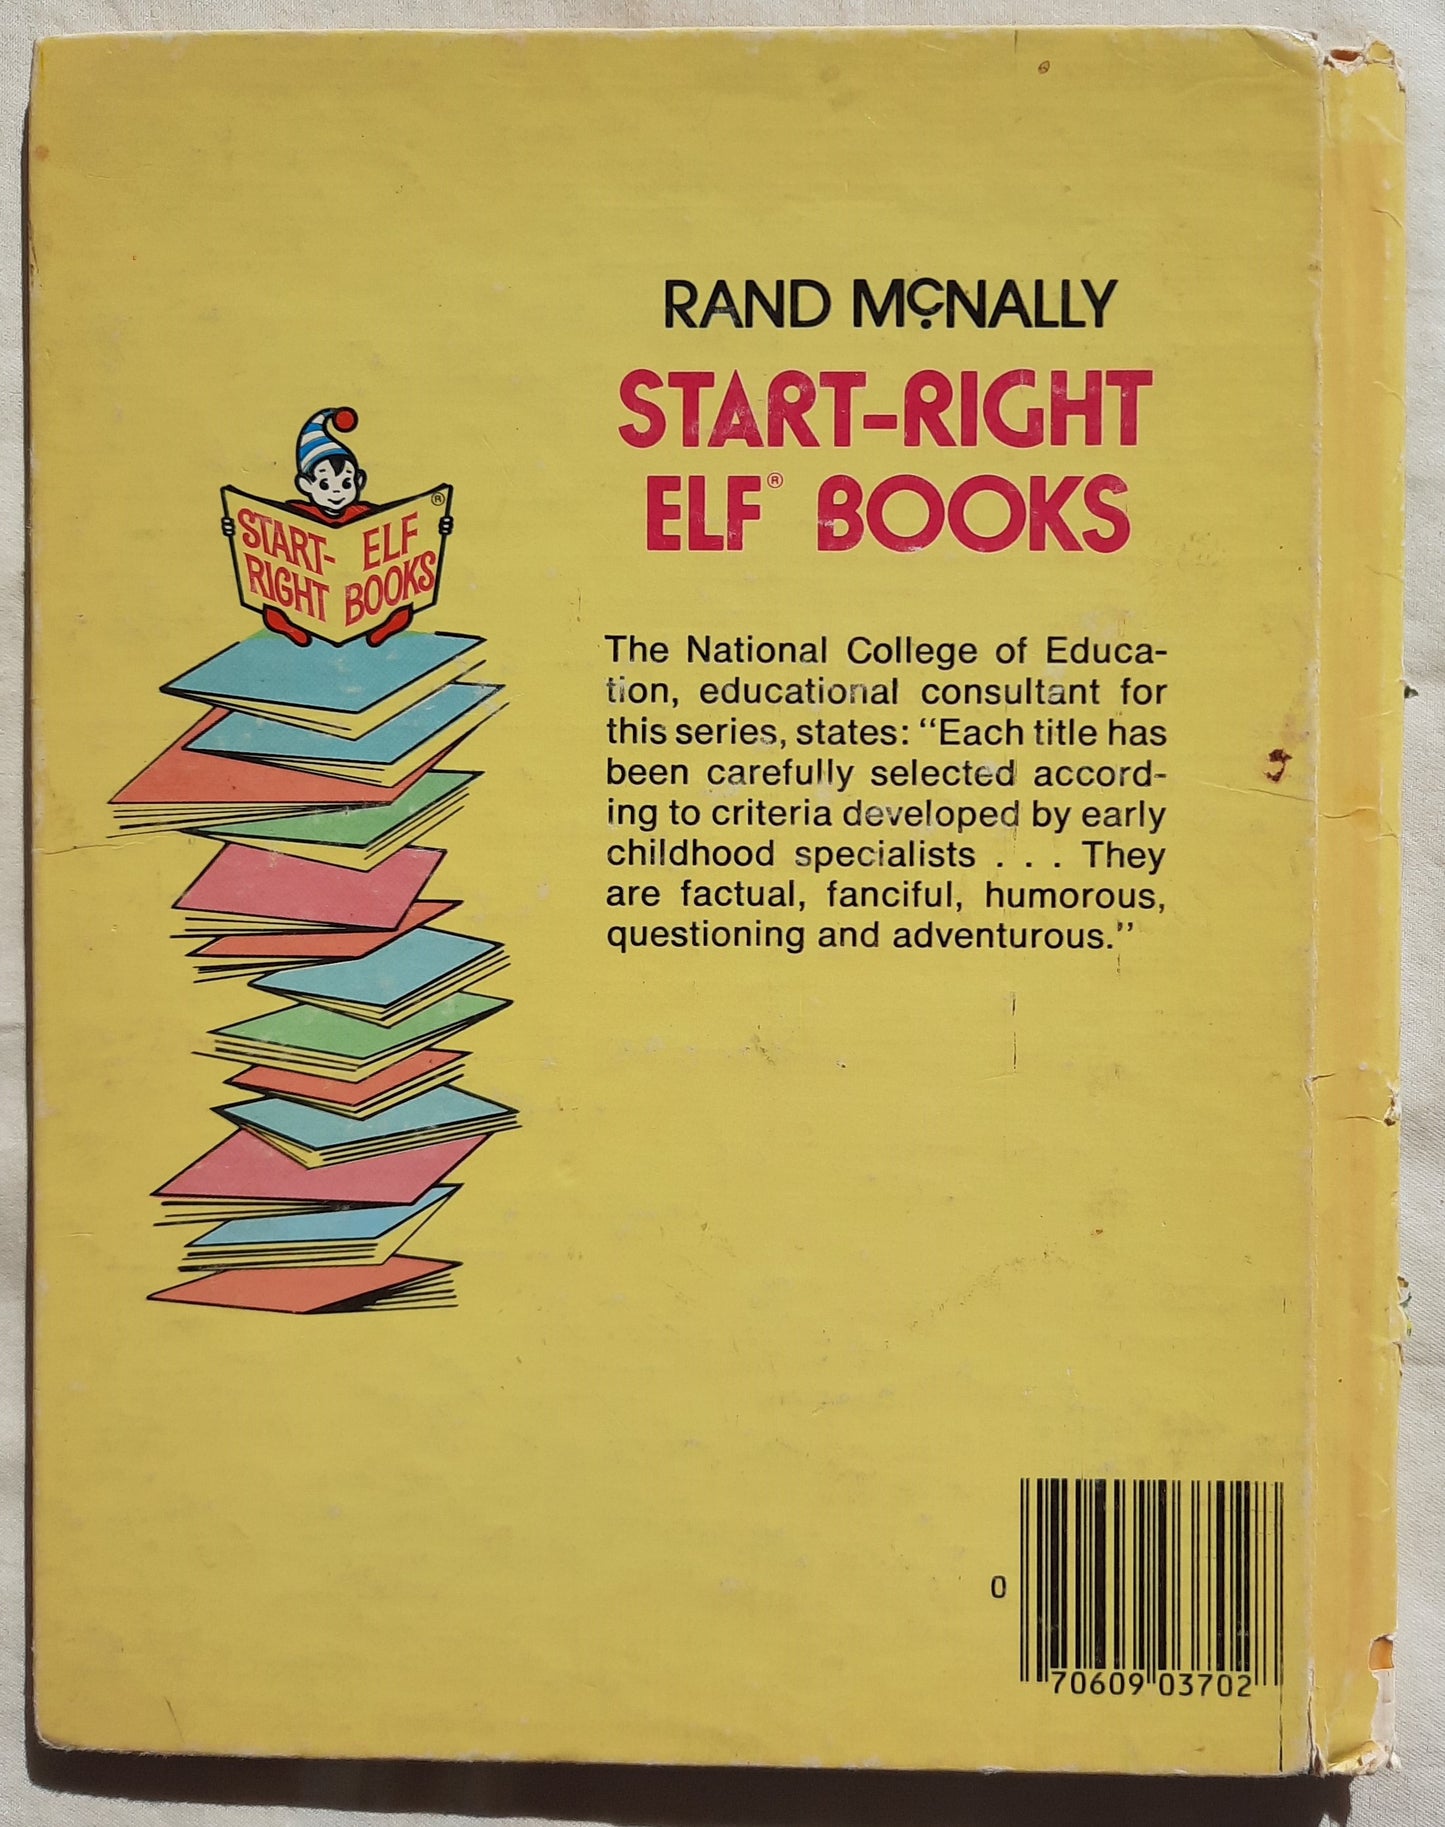 RAND McNALLY
START-RIGHT
ELF® BOOKS
®
START- ELF
RIGHT BOOKS
The National College of Educa-
tion, educational consultant for
this series, states: “Each title has
been carefully selected accord-
ing to criteria developed by early
childhood specialists . . . They
are factual, fanciful, humorous,
questioning and adventurous.”
0
70609 03702